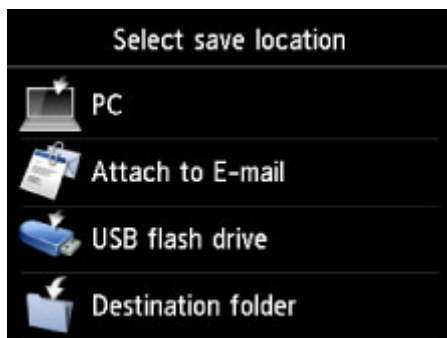 Select save location
PC
Attach to E-mail
USB flash drive
Destination folder